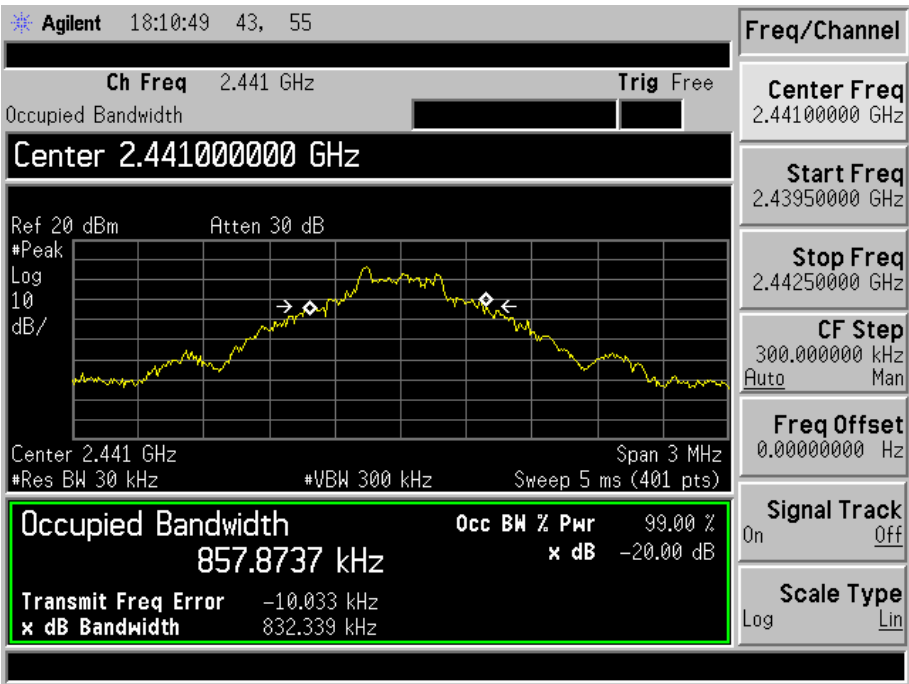 Agilent 18:10:49 43, 55
Ch Freq 2.441 GHz Trig Free
Occupied Bandwidth
Center 2.441000000 GHz
Ref 20 dBm Atten 30 dB
#Peak
Log
10
dB/
Center 2.441 GHz Span 3 MHz
#Res BW 30 kHz #VBW 300 kHz Sweep 5 ms (401 pts)
Occupied Bandwidth
857.8737 kHz
Occ BW % Pwr 99.00 %
x dB -20.00 dB
Transmit Freq Error -10.033 kHz
x dB Bandwidth 832.339 kHz
Freq/Channel
Center Freq
2.44100000 GHz
Start Freq
2.43950000 GHz
Stop Freq
2.44250000 GHz
CF Step
300.000000 kHz
Auto Man
Freq Offset
0.00000000 Hz
Signal Track
On Off
Scale Type
Log Lin